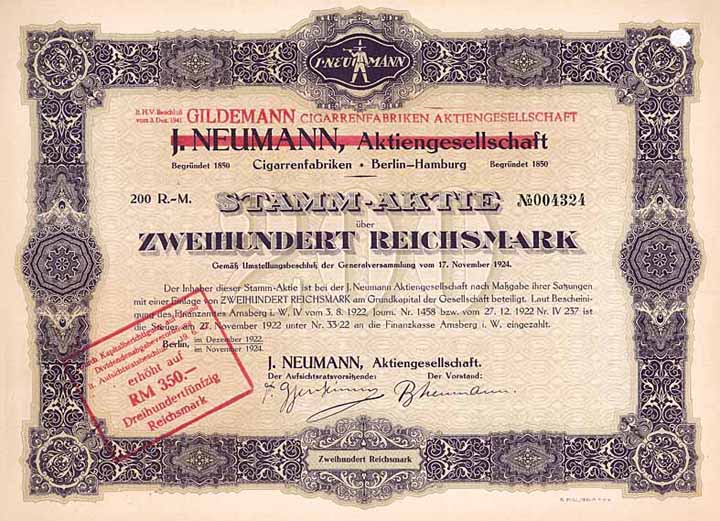 J·NEUMANN
lt. H.V. Beschluß
vom 3. Dez. 1941
GILDEMANN CIGARRENFABRIKEN AKTIENGESELLSCHAFT
J. NEUMANN, Aktiengesellschaft
Begründet 1850 Cigarrenfabriken • Berlin-Hamburg Begründet 1850
200 R.-M. STAMM-AKTIE № 004324
über
ZWEIHUNDERT REICHSMARK
Gemäß Umstellungsbeschluß der Generalversammlung vom 17. November 1924.
Der Inhaber dieser Stamm-Aktie ist bei der J. Neumann Aktiengesellschaft nach Maßgabe ihrer Satzungen
mit einer Einlage von ZWEIHUNDERT REICHSMARK am Grundkapital der Gesellschaft beteiligt. Laut Bescheini-
gung des Finanzamtes Arnsberg i. W. IV vom 3. 8. 1922, Journ. Nr. 1458 bzw. vom 27. 12. 1922 Nr. IV 237 ist
die Steuer am 27. November 1922 unter Nr. 33/22 an die Finanzkasse Arnsberg i. W. eingezahlt.
Berlin, im Dezember 1922.
im November 1924.
J. NEUMANN, Aktiengesellschaft.
Der Aufsichtsratsvorsitzende: Der Vorstand:
Kapitalberichtigung
Dividendenabgabeverordnung
u. Aufsichtsratsbeschluß
erhöht auf
RM 350.—
Dreihundertfünfzig
Reichsmark
Zweihundert Reichsmark